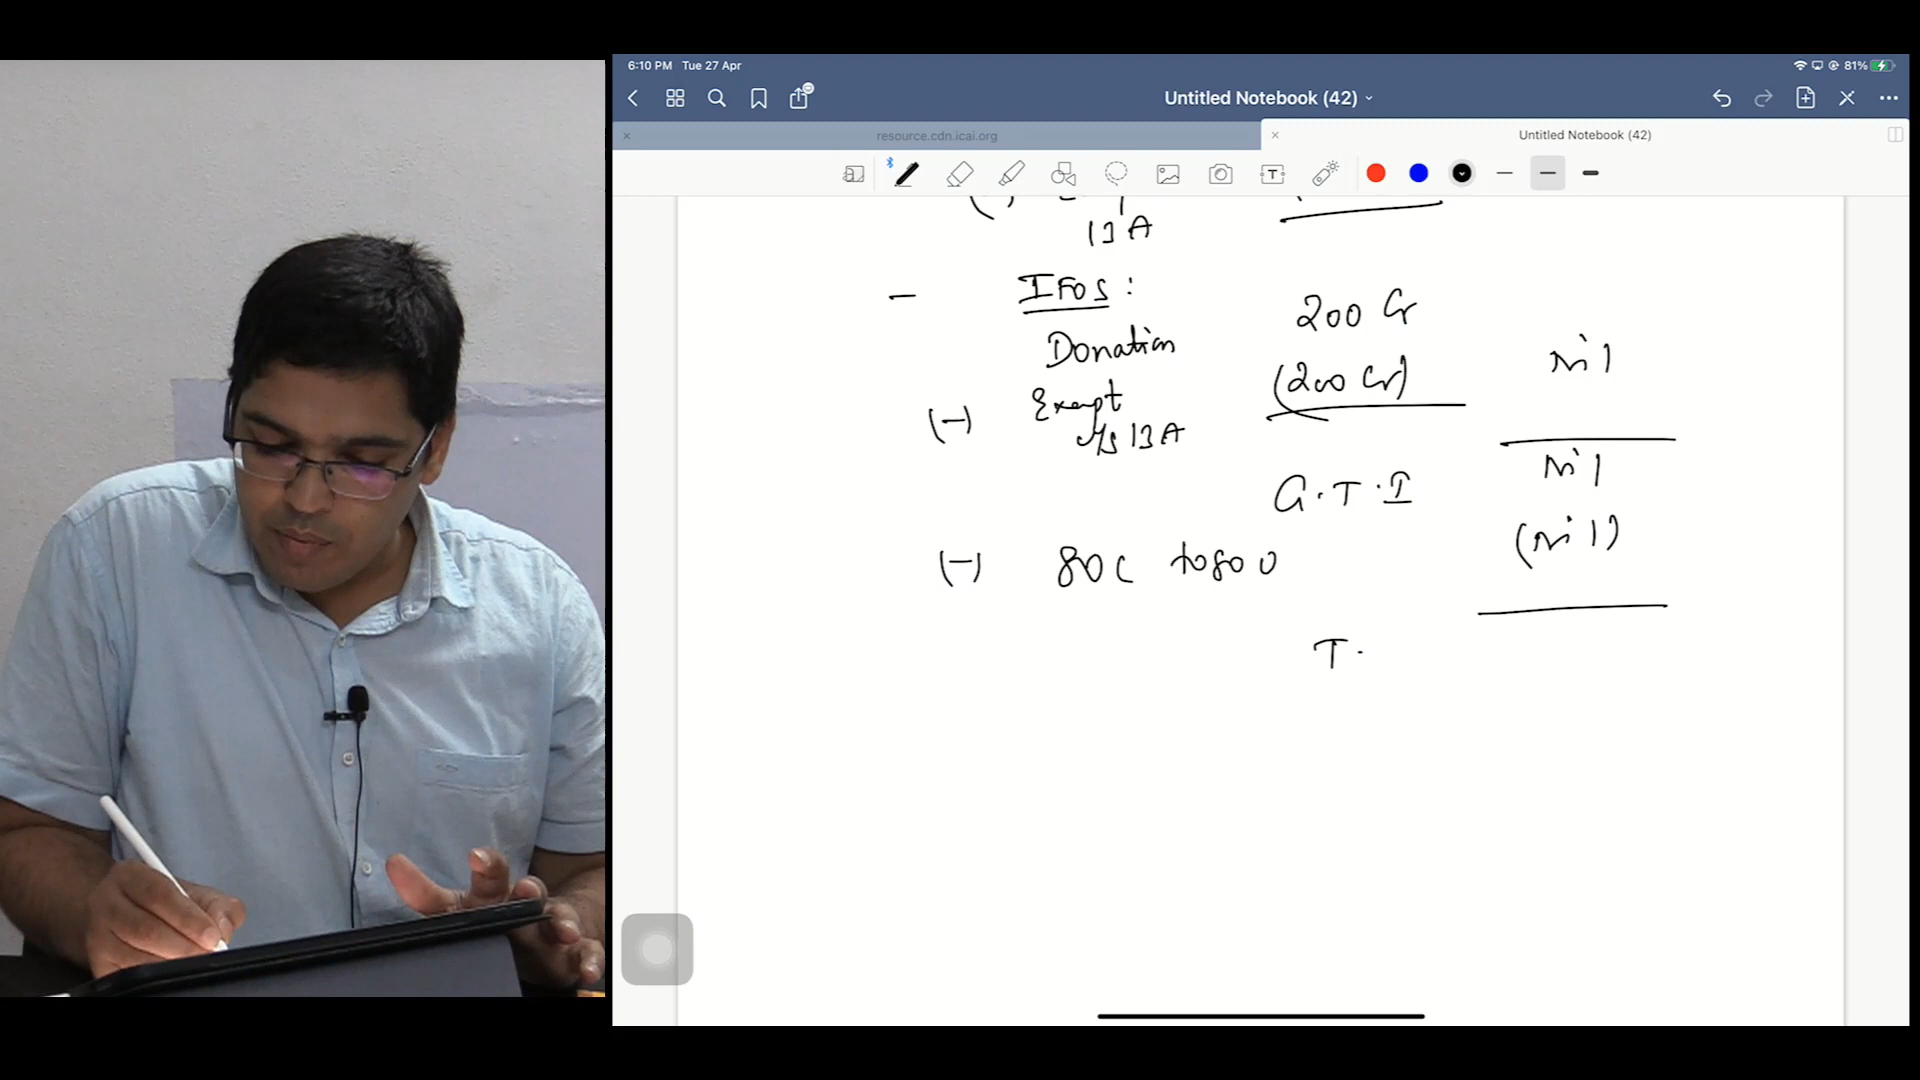 6:10 PM Tue 27 Apr
81%
Untitled Notebook (42)
resource.cdn.icai.org
Untitled Notebook (42)
13A
- IFOS :
200 Cr
Donation
nil
(-) Exempt (200 Cr)
u/s 13A
nil
G.T.I
(nil)
(-) 80C to 80U
T.